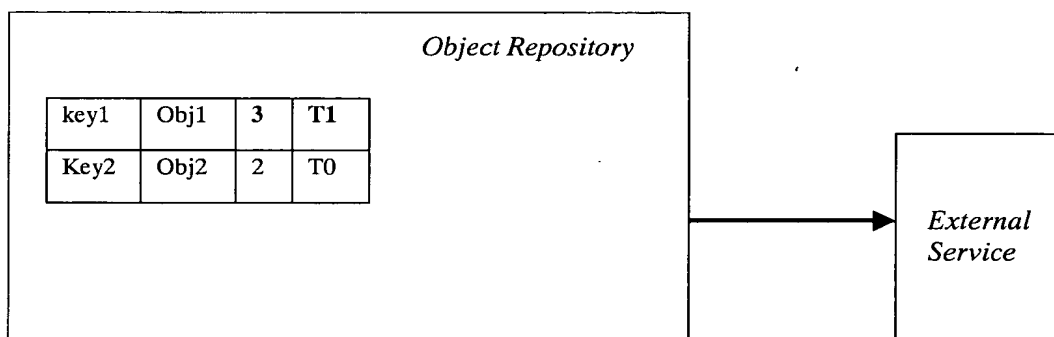 Object Repository
key1 Obj1 3 T1
Key2 Obj2 2 T0
External
Service